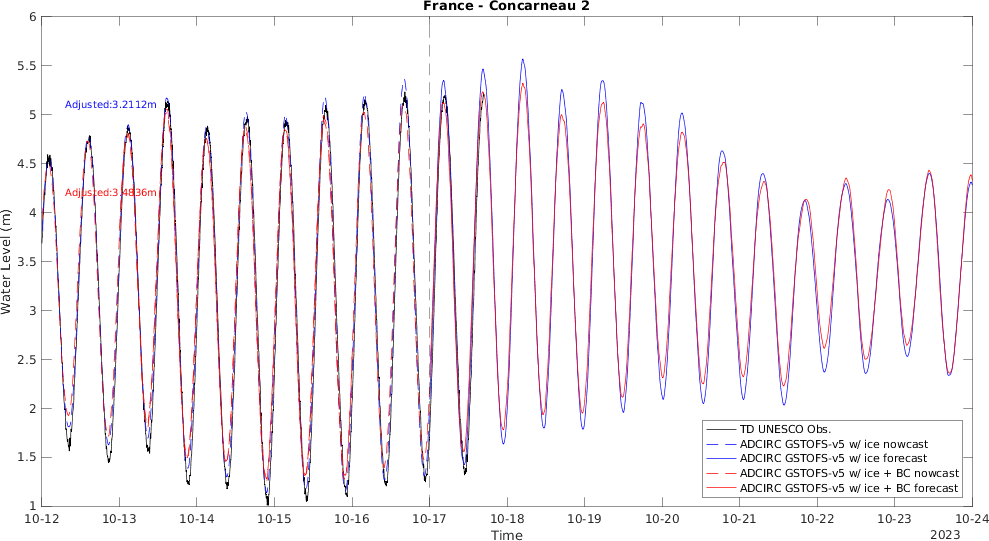 France - Concarneau 2
6
5.5
5
4.5
4
3.5
3
2.5
2
1.5
1
Water Level (m)
Adjusted:3.2112m
Adjusted:3.4836m
TD UNESCO Obs.
ADCIRC GSTOFS-v5 w/ ice nowcast
ADCIRC GSTOFS-v5 w/ ice forecast
ADCIRC GSTOFS-v5 w/ ice + BC nowcast
ADCIRC GSTOFS-v5 w/ ice + BC forecast
10-12 10-13 10-14 10-15 10-16 10-17 10-18 10-19 10-20 10-21 10-22 10-23 10-24
Time
2023